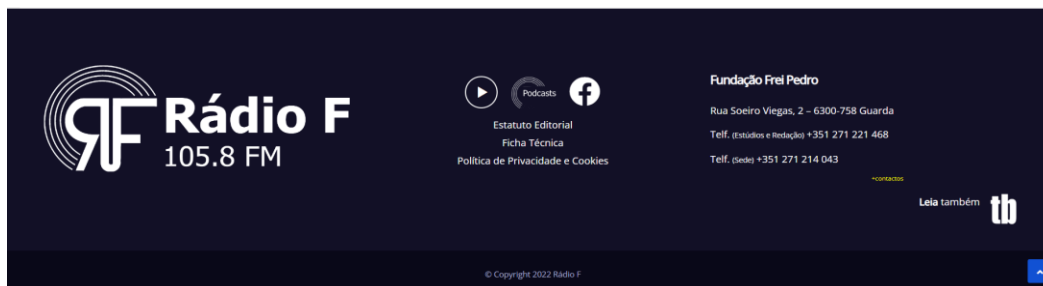 RF Rádio F
105.8 FM
Podcasts
Estatuto Editorial
Ficha Técnica
Política de Privacidade e Cookies
Fundação Frei Pedro
Rua Soeiro Viegas, 2 – 6300-758 Guarda
Telf. (Estúdios e Redação) +351 271 221 468
Telf. (Sede) +351 271 214 043
+contactos
Leia também tb
© Copyright 2022 Rádio F